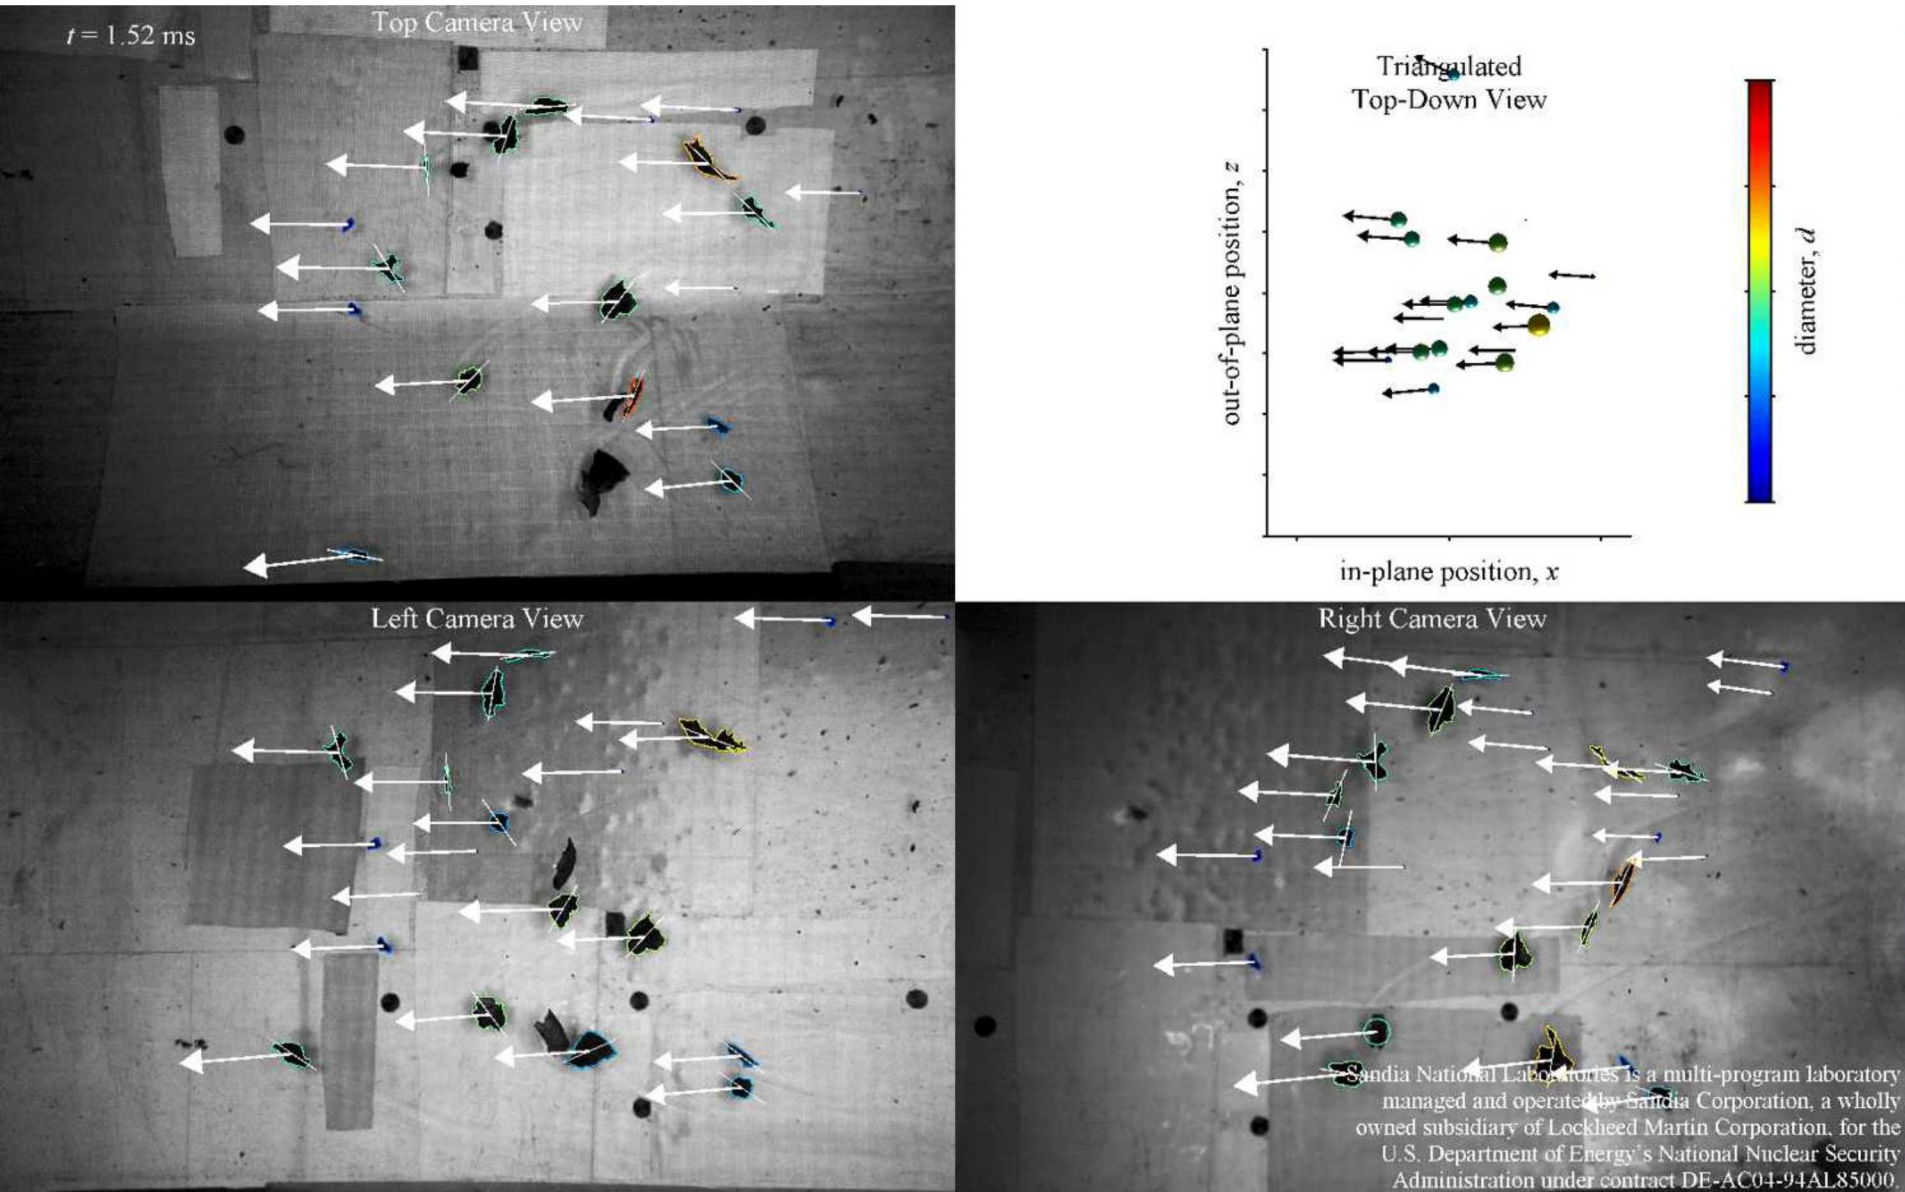 Top Camera View
t = 1.52 ms
Triangulated
Top-Down View
out-of-plane position, z
diameter, d
in-plane position, x
Left Camera View
Right Camera View
Sandia National Laboratories is a multi-program laboratory
managed and operated by Sandia Corporation, a wholly
owned subsidiary of Lockheed Martin Corporation, for the
U.S. Department of Energy's National Nuclear Security
Administration under contract DE-AC04-94AL85000.